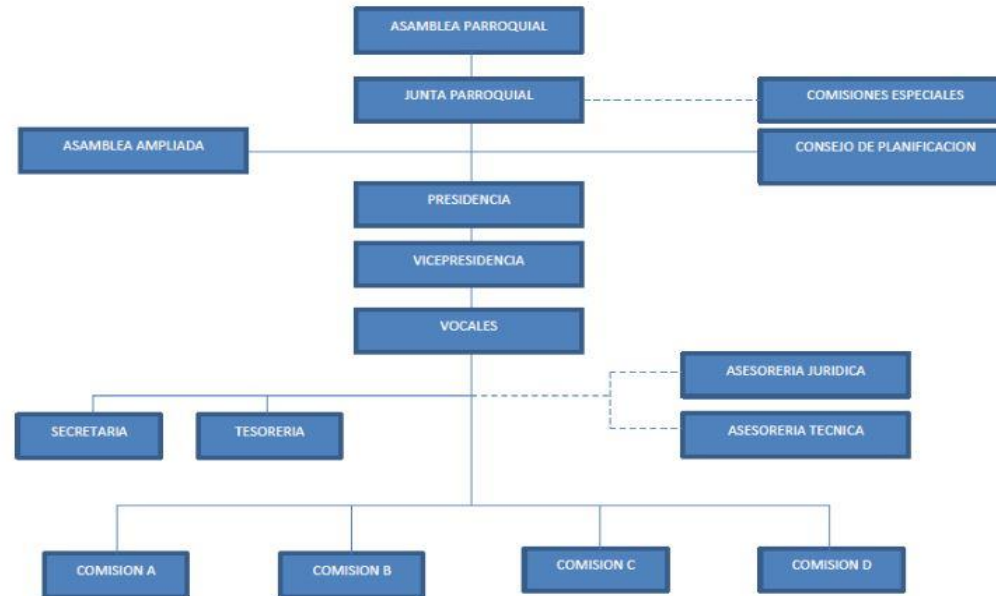 ASAMBLEA PARROQUIAL
JUNTA PARROQUIAL
COMISIONES ESPECIALES
ASAMBLEA AMPLIADA
CONSEJO DE PLANIFICACION
PRESIDENCIA
VICEPRESIDENCIA
VOCALES
ASESORERIA JURIDICA
SECRETARIA
TESORERIA
ASESORERIA TECNICA
COMISION A
COMISION B
COMISION C
COMISION D